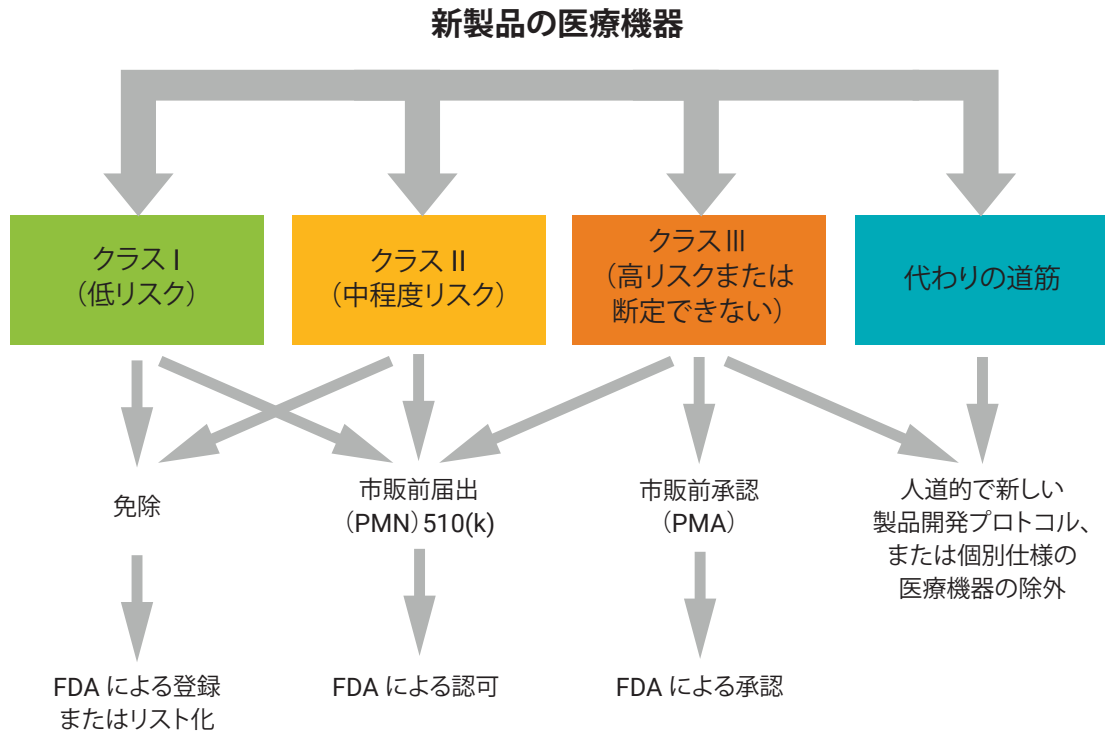 新製品の医療機器
クラス I
（低リスク）
クラス II
（中程度リスク）
クラス III
（高リスクまたは
断定できない）
代わりの道筋
免除
市販前届出
（PMN）510(k)
市販前承認
（PMA）
人道的で新しい
製品開発プロトコル、
または個別仕様の
医療機器の除外
FDA による登録
またはリスト化
FDA による認可
FDA による承認